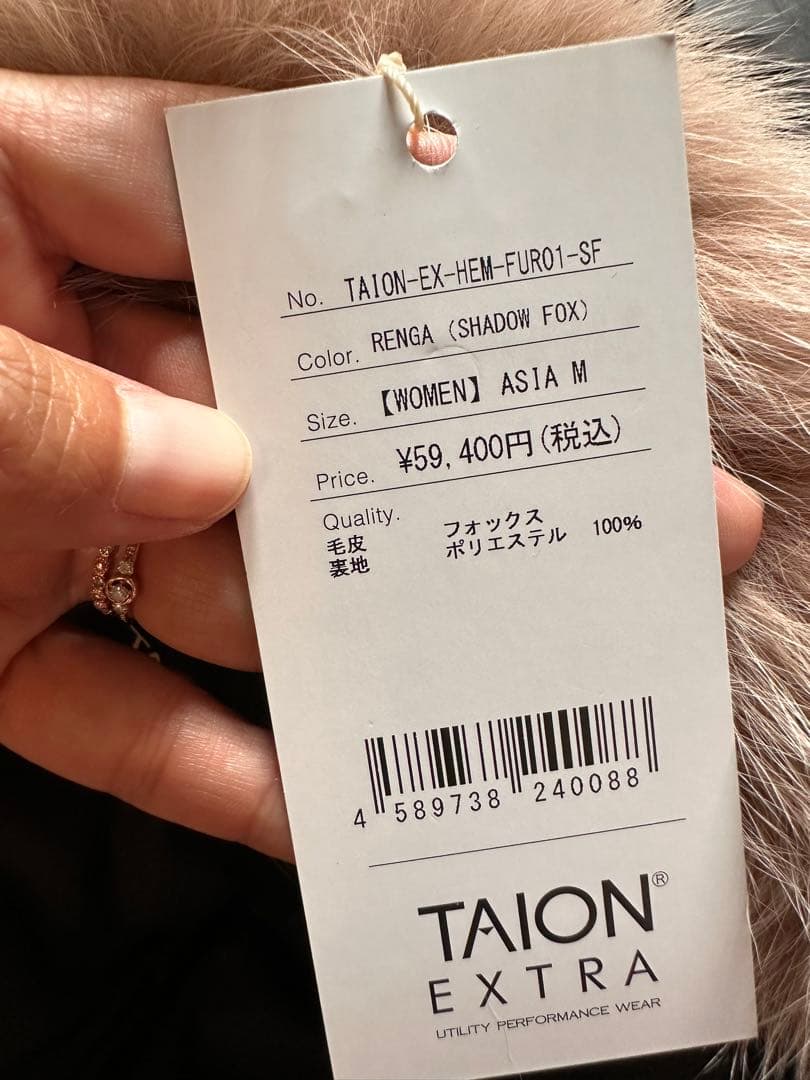 No. TAION-EX-HEM-FUR01-SF
Color. RENGA (SHADOW FOX)
Size. 【WOMEN】 ASIA M
Price. ¥59,400円(税込)
Quality.
毛皮 フォックス
裏地 ポリエステル 100%
4 589738 240088
TAION®
EXTRA
UTILITY PERFORMANCE WEAR